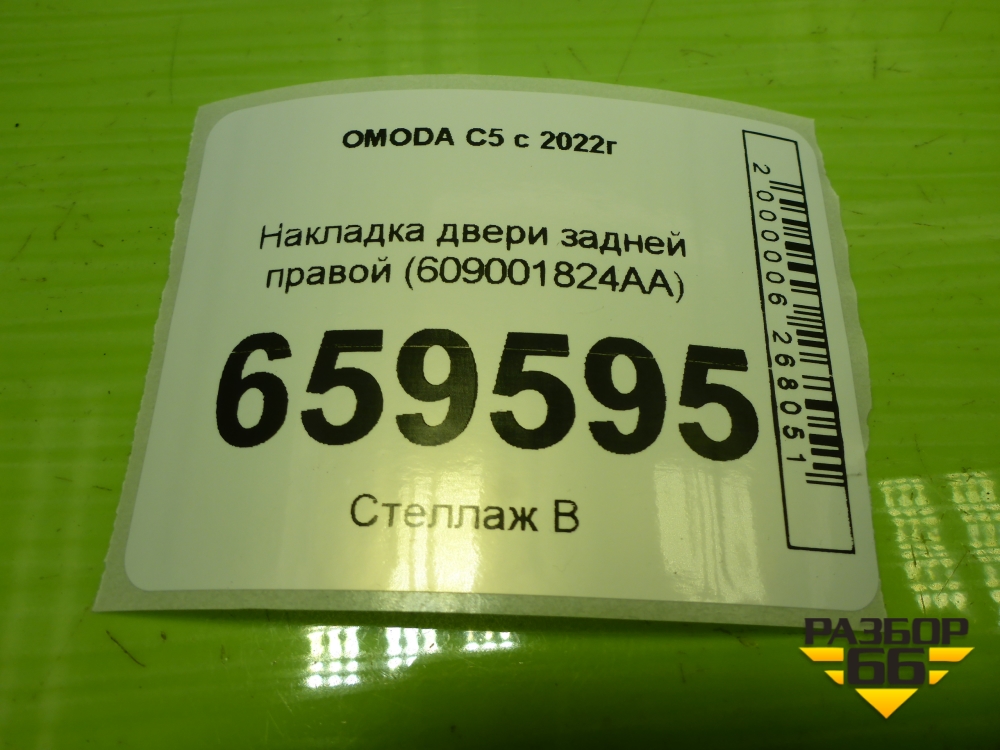 OMODA C5 с 2022г
Накладка двери задней
правой (609001824AA)
659595
Стеллаж В
2000006268051
РАЗБОР
66